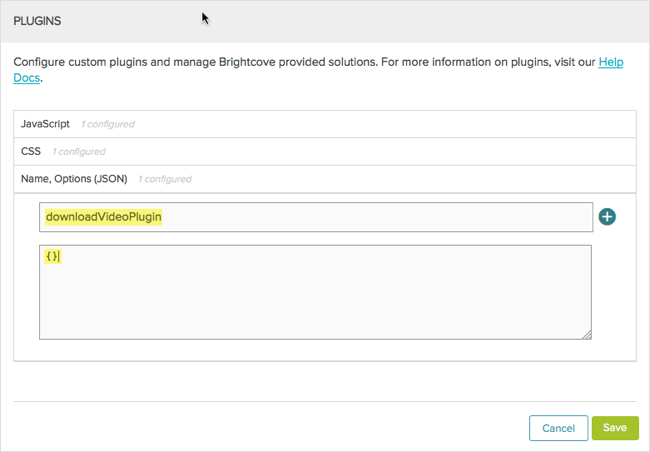 PLUGINS
Configure custom plugins and manage Brightcove provided solutions. For more information on plugins, visit our Help
Docs.
JavaScript 1 configured
CSS 1 configured
Name, Options (JSON) 1 configured
downloadVideoPlugin
{}
Cancel Save